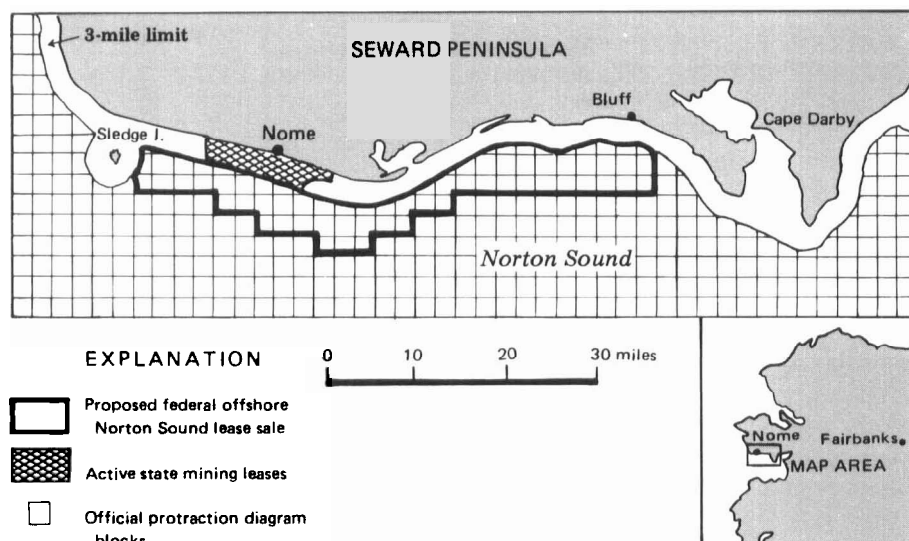 3-mile limit
SEWARD PENINSULA
Bluff
Nome
Sledge I.
Cape Darby
Norton Sound
EXPLANATION
0 10 20 30 miles
Proposed federal offshore
Norton Sound lease sale
Active state mining leases
Official protraction diagram
blocks
Nome
Fairbanks
MAP AREA